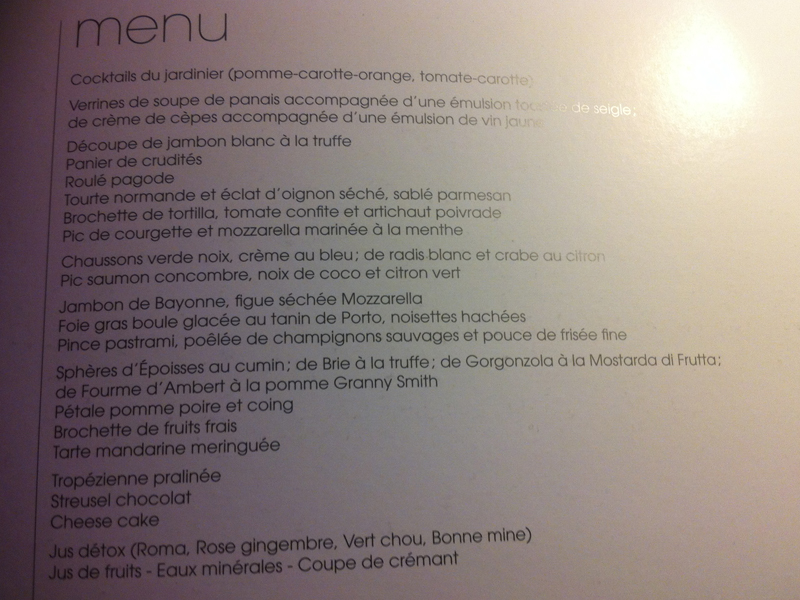 menu
Cocktails du jardinier (pomme-carotte-orange, tomate-carotte)
Verrines de soupe de panais accompagnée d'une émulsion de seigle;
de crème de cèpes accompagnée d'une émulsion de vin jaune
Découpe de jambon blanc à la truffe
Panier de crudités
Roulé pagode
Tourte normande et éclat d'oignon séché, sablé parmesan
Brochette de tortilla, tomate confite et artichaut poivrade
Pic de courgette et mozzarella marinée à la menthe
Chaussons verde noix, crème au bleu; de radis blanc et crabe au citron
Pic saumon concombre, noix de coco et citron vert
Jambon de Bayonne, figue séchée Mozzarella
Foie gras boule glacée au tanin de Porto, noisettes hachées
Pince pastrami, poêlée de champignons sauvages et pouce de frisée fine
Sphères d'Époisses au cumin; de Brie à la truffe; de Gorgonzola à la Mostarda di Frutta;
de Fourme d'Ambert à la pomme Granny Smith
Pétale pomme poire et coing
Brochette de fruits frais
Tarte mandarine meringuée
Tropézienne pralinée
Streusel chocolat
Cheese cake
Jus détox (Roma, Rose gingembre, Vert chou, Bonne mine)
Jus de fruits - Eaux minérales - Coupe de crémant